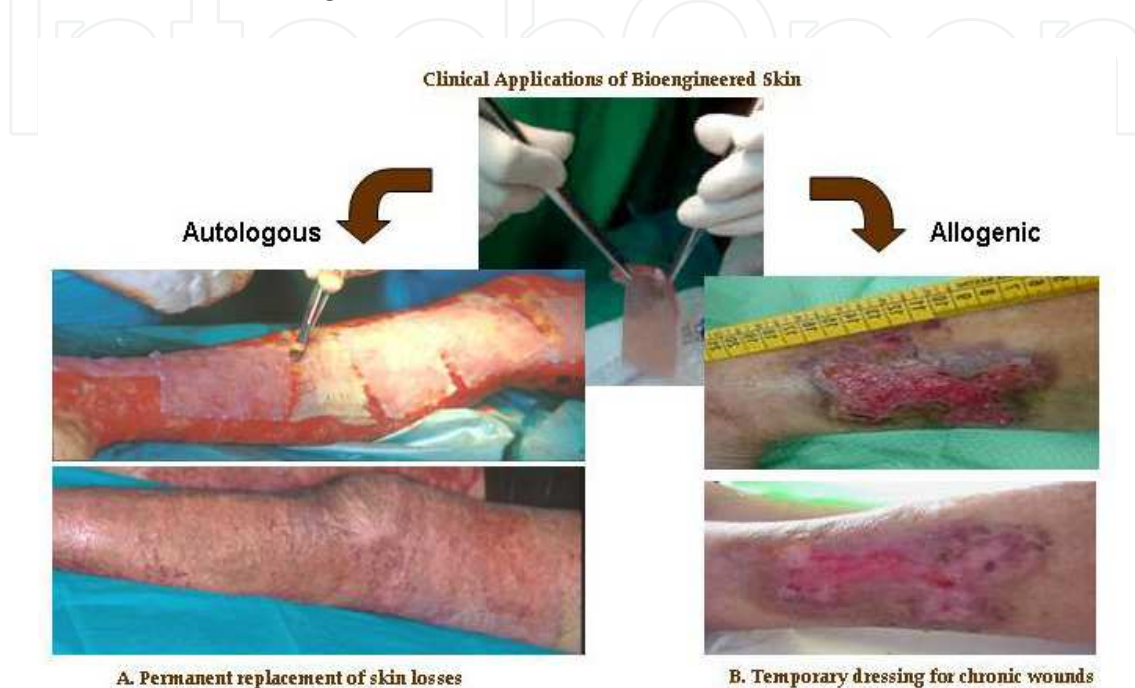 Clinical Applications of Bioengineered Skin
Autologous
Allogenic
A. Permanent replacement of skin losses
B. Temporary dressing for chronic wounds